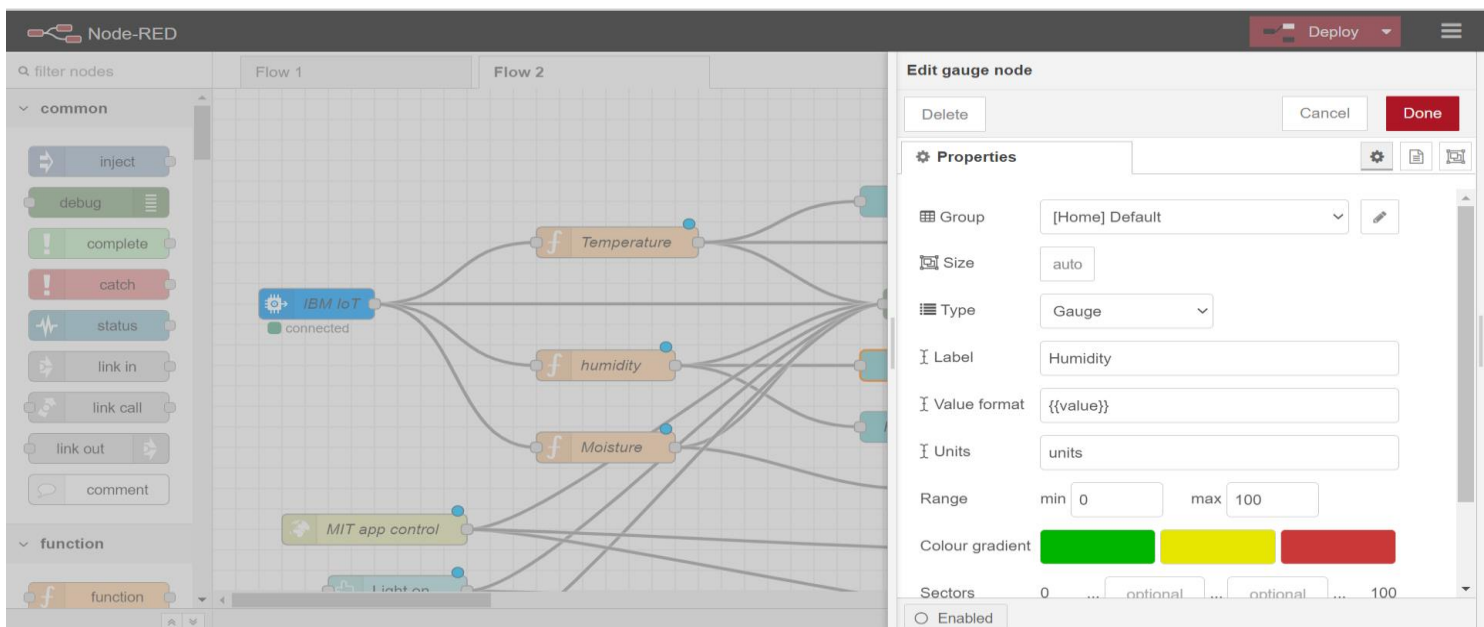 Node-RED
Deploy
filter nodes
Flow 1
Flow 2
Edit gauge node
common
Delete
Cancel
Done
Properties
inject
debug
complete
catch
status
link in
link call
link out
comment
function
function
IBM IoT
connected
Temperature
humidity
Moisture
MIT app control
Light on
Group
[Home] Default
Size
auto
Type
Gauge
Label
Humidity
Value format
{{value}}
Units
units
Range
min 0
max 100
Colour gradient
Sectors
0 ... optional ... optional ... 100
Enabled